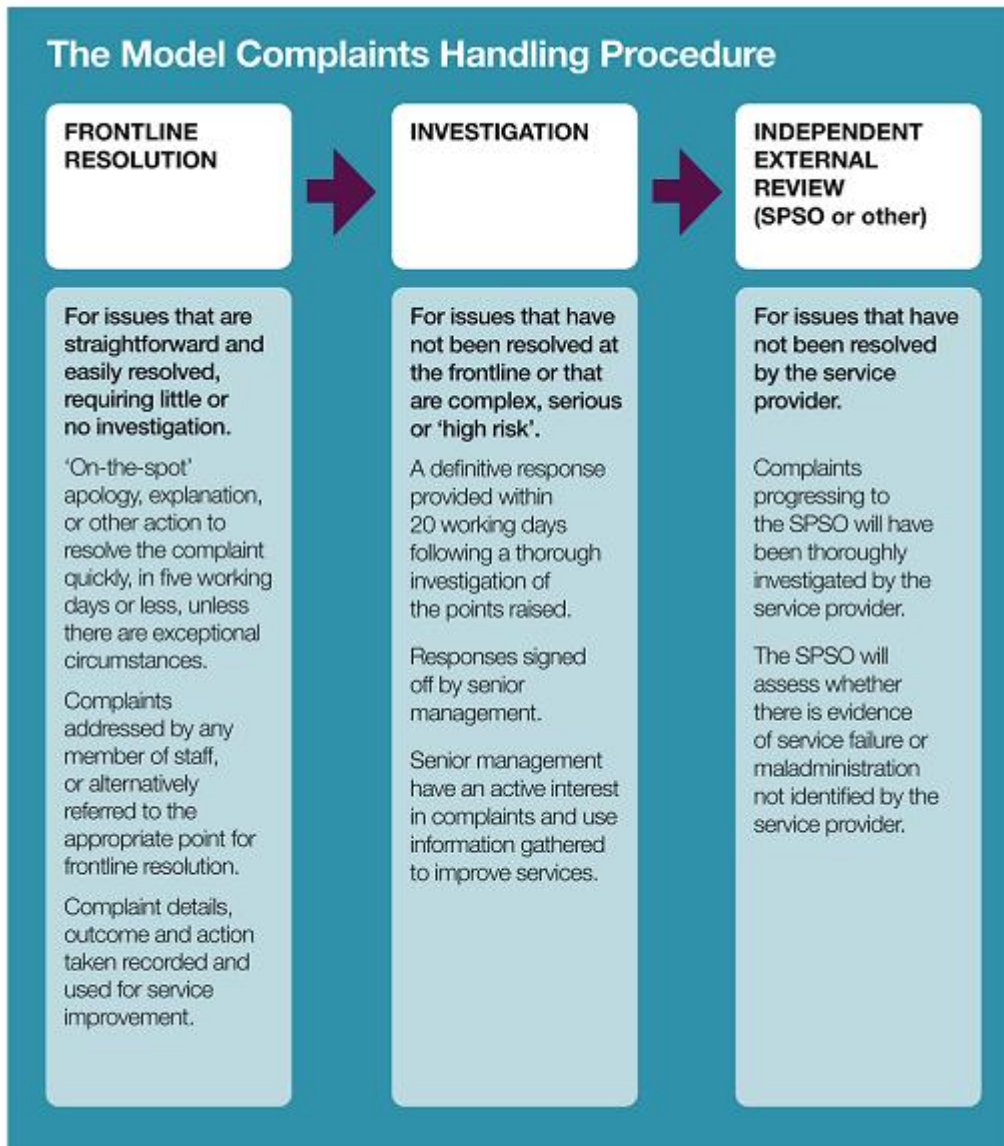 The Model Complaints Handling Procedure
FRONTLINE
RESOLUTION
For issues that are
straightforward and
easily resolved,
requiring little or
no investigation.
‘On-the-spot’
apology, explanation,
or other action to
resolve the complaint
quickly, in five working
days or less, unless
there are exceptional
circumstances.
Complaints
addressed by any
member of staff,
or alternatively
referred to the
appropriate point for
frontline resolution.
Complaint details,
outcome and action
taken recorded and
used for service
improvement.
INVESTIGATION
For issues that have
not been resolved at
the frontline or that
are complex, serious
or ‘high risk’.
A definitive response
provided within
20 working days
following a thorough
investigation of
the points raised.
Responses signed
off by senior
management.
Senior management
have an active interest
in complaints and use
information gathered
to improve services.
INDEPENDENT
EXTERNAL
REVIEW
(SPSO or other)
For issues that have
not been resolved
by the service
provider.
Complaints
progressing to
the SPSO will have
been thoroughly
investigated by the
service provider.
The SPSO will
assess whether
there is evidence
of service failure or
maladministration
not identified by the
service provider.